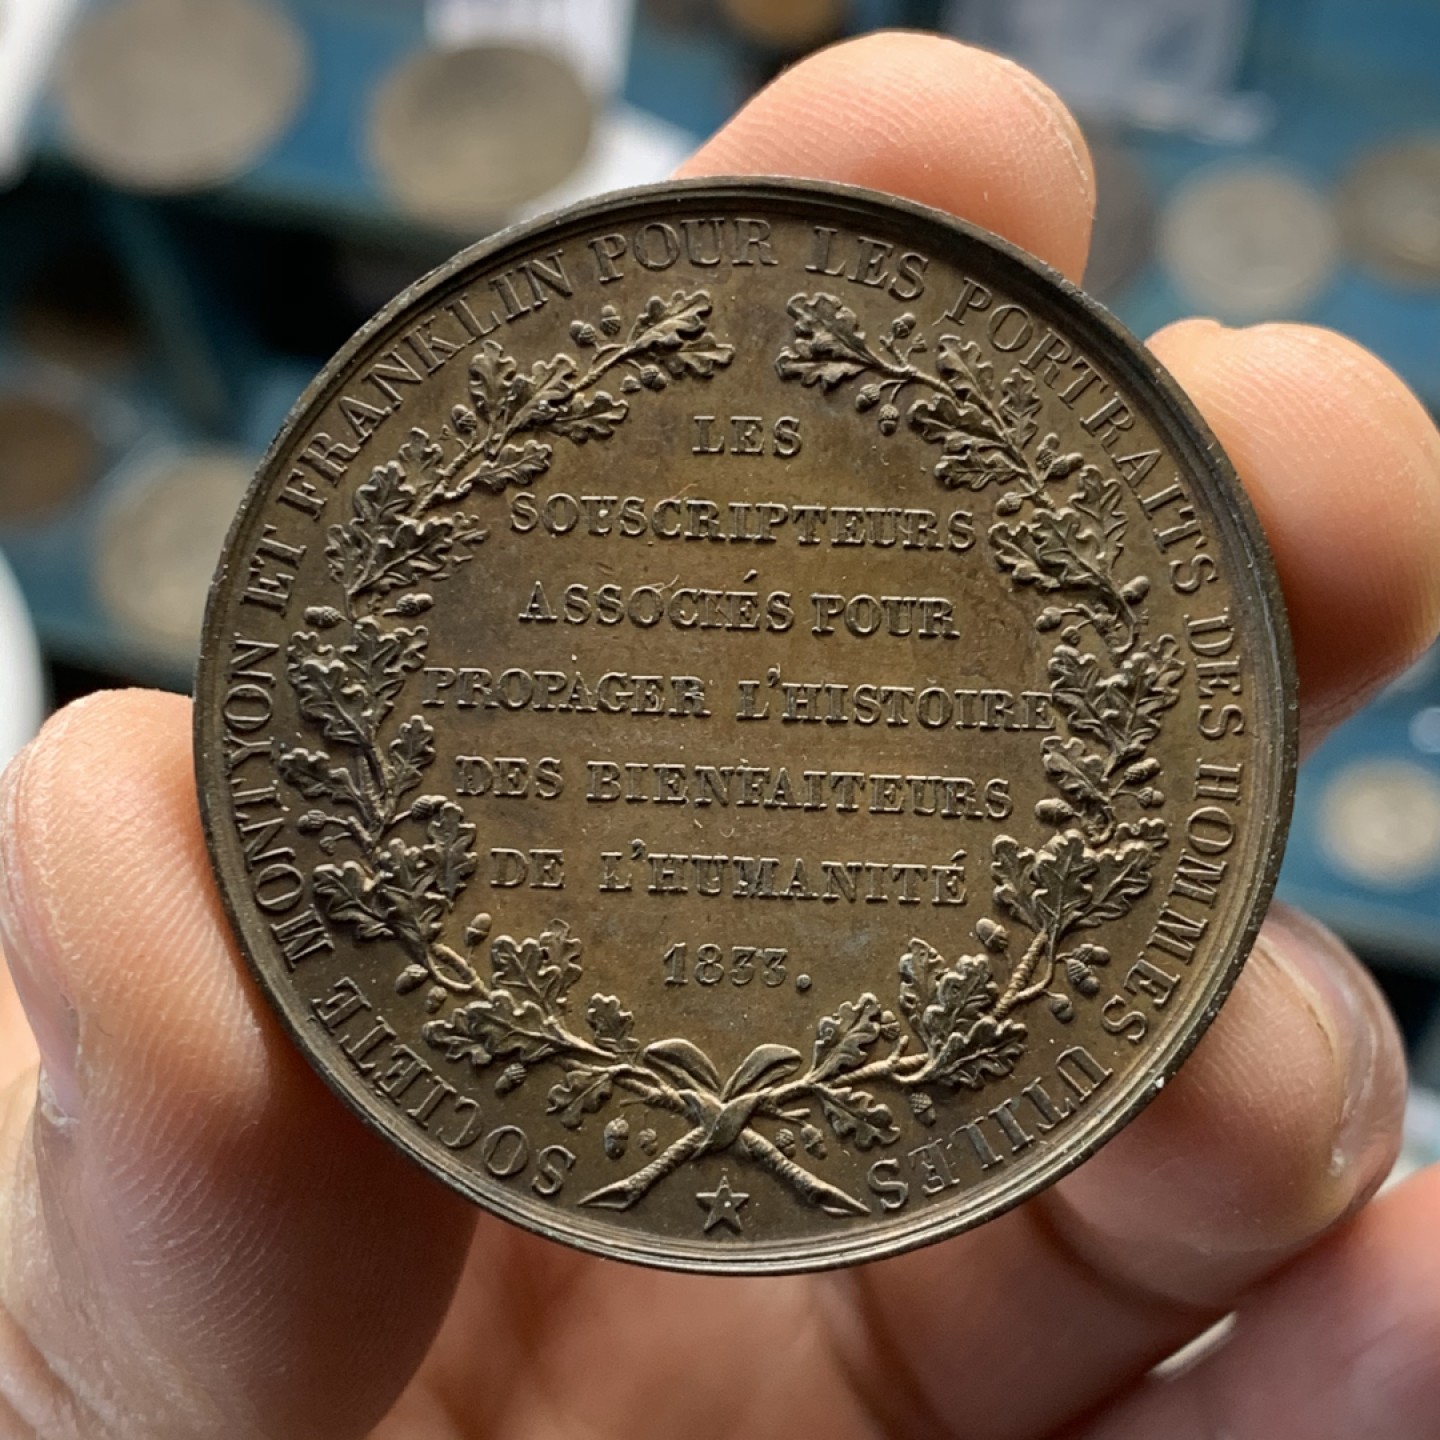 SOCIÉTÉ MONTYON ET FRANKLIN POUR LES PORTRAITS DES HOMMES UTILES
LES
SOUSCRIPTEURS
ASSOCIÉS POUR
PROPAGER L'HISTOIRE
DES BIENFAITEURS
DE L'HUMANITÉ
1833.